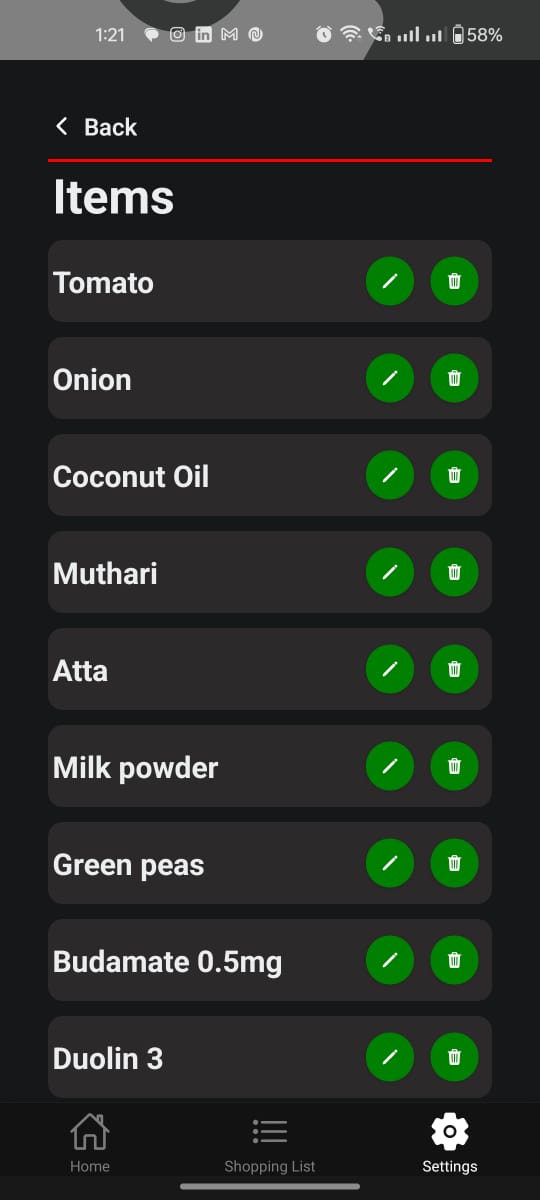 1:21
58%
Back
Items
Tomato
Onion
Coconut Oil
Muthari
Atta
Milk powder
Green peas
Budamate 0.5mg
Duolin 3
Home
Shopping List
Settings